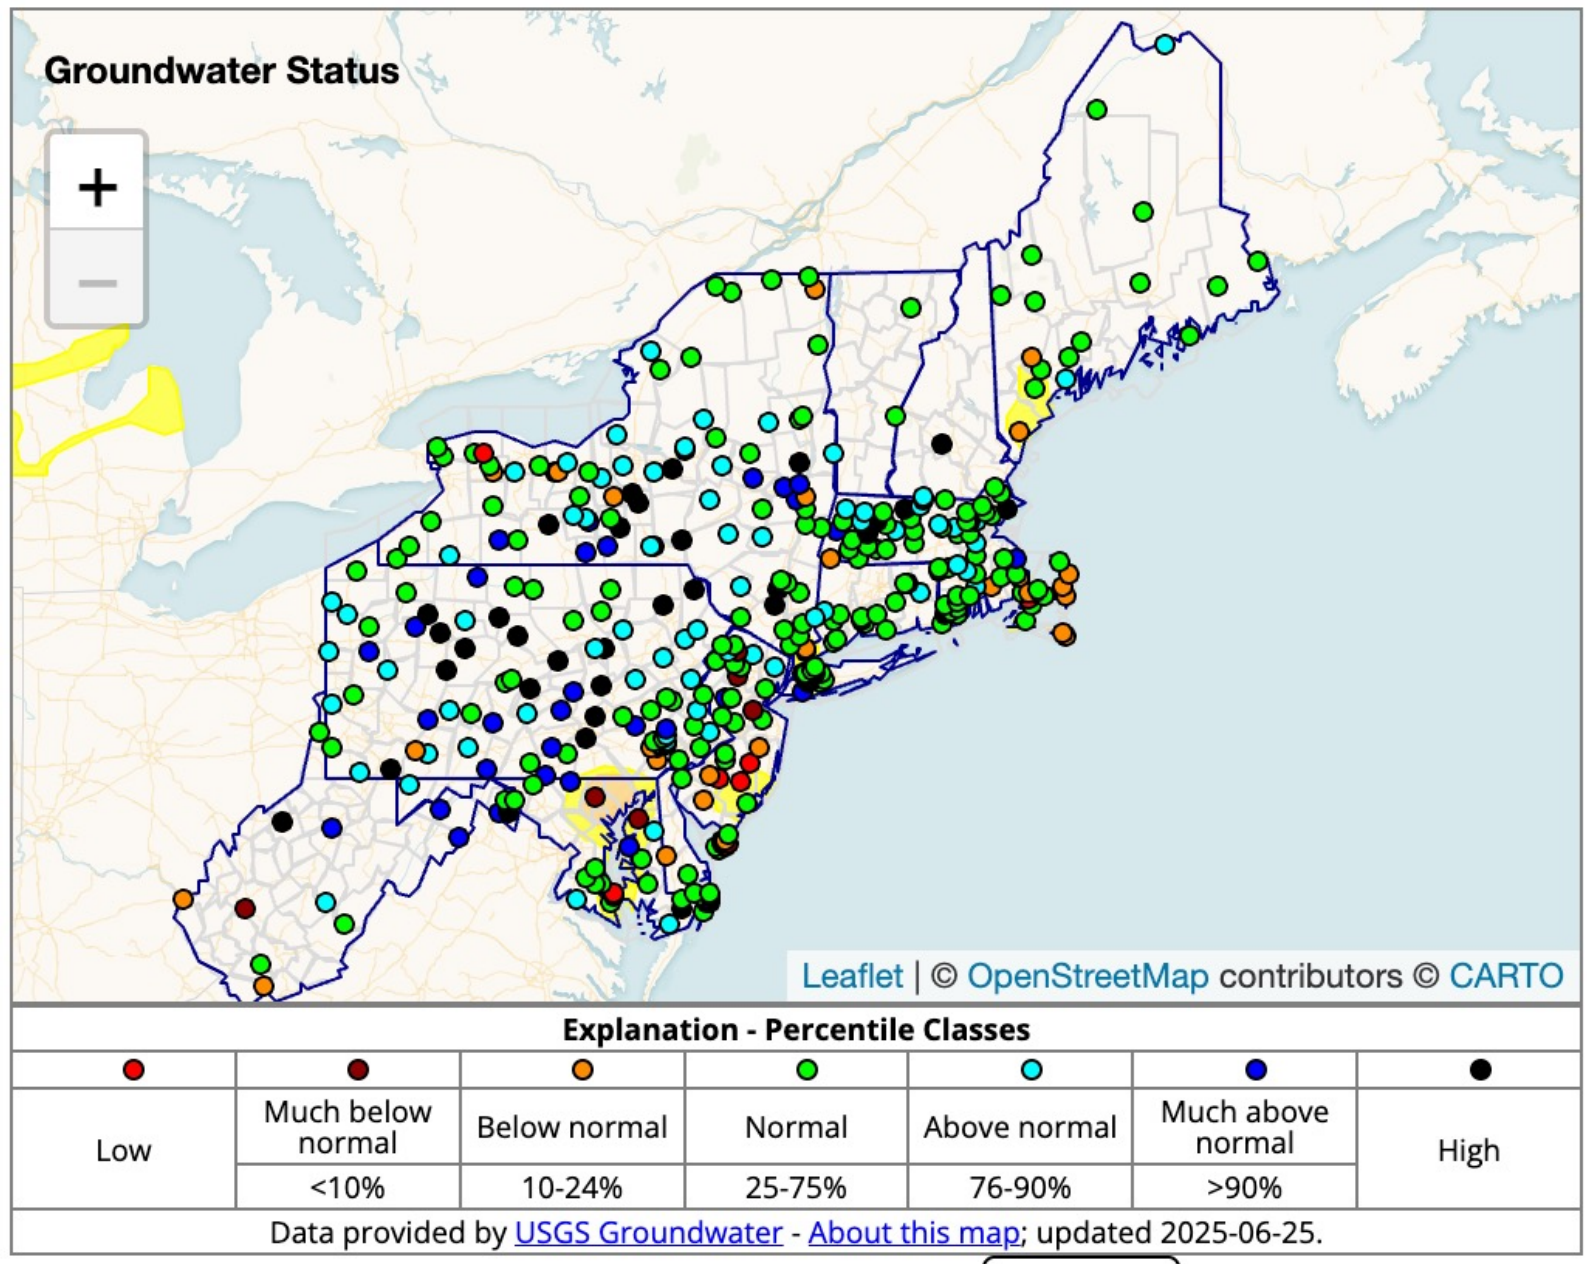 Groundwater Status
+
−
Leaflet | © OpenStreetMap contributors © CARTO
Explanation - Percentile Classes
Low
Much below normal
Below normal
Normal
Above normal
Much above normal
High
<10%
10-24%
25-75%
76-90%
>90%
Data provided by USGS Groundwater - About this map; updated 2025-06-25.